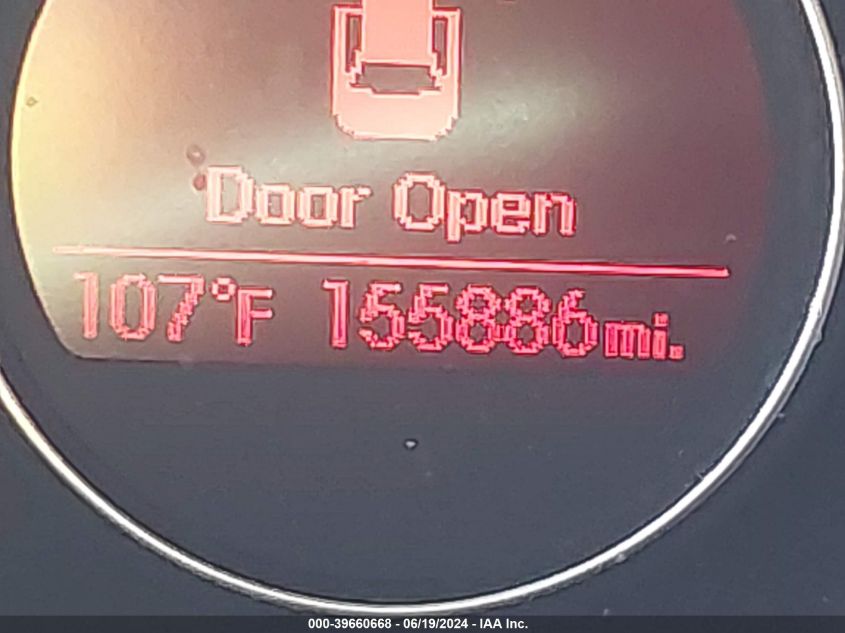 Door Open
107°F 155886mi.
000-39660668 - 06/19/2024 - IAA Inc.